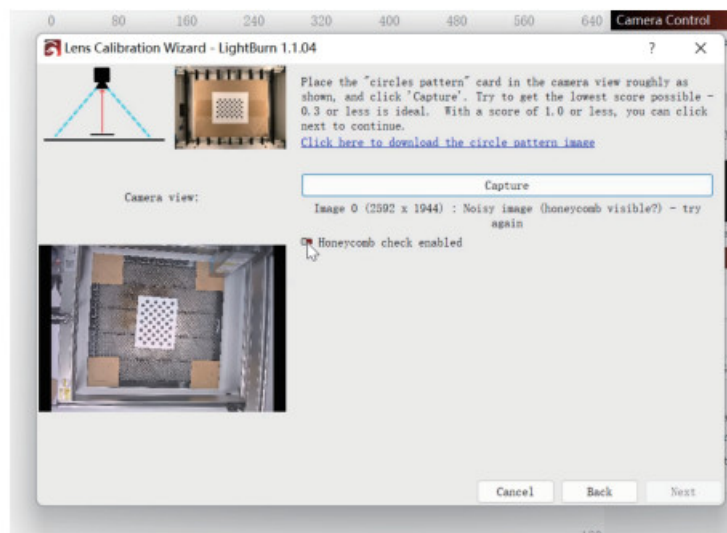 0 80 160 240 320 400 480 560 640 Camera Control
Lens Calibration Wizard - LightBurn 1.1.04 ? X
Place the "circles pattern" card in the camera view roughly as
shown, and click 'Capture'. Try to get the lowest score possible -
0.3 or less is ideal. With a score of 1.0 or less, you can click
next to continue.
Click here to download the circle pattern image
Capture
Camera view:
Image 0 (2592 x 1944) : Noisy image (honeycomb visible?) - try
again
Honeycomb check enabled
Cancel Back Next